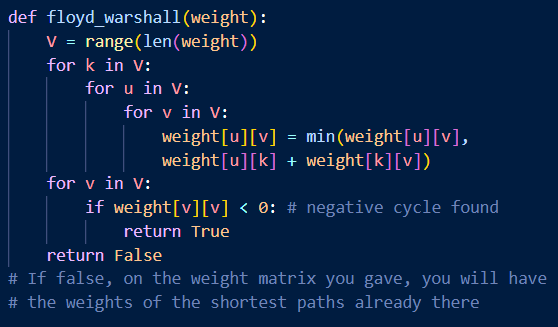 def floyd_warshall(weight):
    V = range(len(weight))
    for k in V:
        for u in V:
            for v in V:
                weight[u][v] = min(weight[u][v],
                weight[u][k] + weight[k][v])
    for v in V:
        if weight[v][v] < 0: # negative cycle found
            return True
    return False
# If false, on the weight matrix you gave, you will have
# the weights of the shortest paths already there